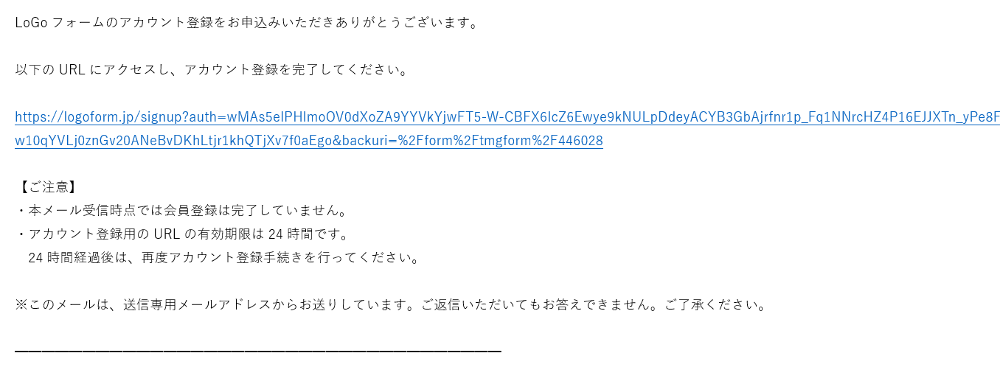 LoGo フォームのアカウント登録をお申込みいただきありがとうございます。
以下の URL にアクセスし、アカウント登録を完了してください。
https://logoform.jp/signup?auth=wMAs5elPHImoOV0dXoZA9YYVkYjwFT5-W-CBFX6IcZ6Ewye9kNULpDdeyACYB3GbAjrfnr1p_Fq1NNrcHZ4P16EJJXTn_yPe8F
w10qYVLj0znGv20ANeBvDKhLtjr1khQTjXv7f0aEgo&backuri=%2Fform%2Ftmgform%2F446028
【ご注意】
・本メール受信時点では会員登録は完了していません。
・アカウント登録用の URL の有効期限は 24 時間です。
24 時間経過後は、再度アカウント登録手続きを行ってください。
※このメールは、送信専用メールアドレスからお送りしています。ご返信いただいてもお答えできません。ご了承ください。